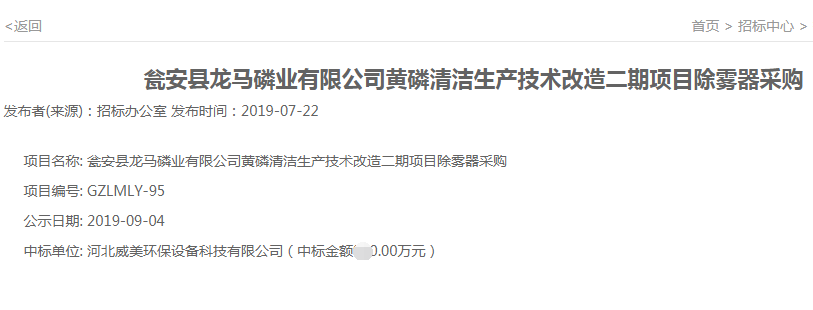 <返回
首页 > 招标中心 >
瓮安县龙马磷业有限公司黄磷清洁生产技术改造二期项目除雾器采购
发布者(来源)：招标办公室 发布时间：2019-07-22
项目名称: 瓮安县龙马磷业有限公司黄磷清洁生产技术改造二期项目除雾器采购
项目编号: GZLMLY-95
公示日期: 2019-09-04
中标单位: 河北威美环保设备科技有限公司（中标金额0.00万元）